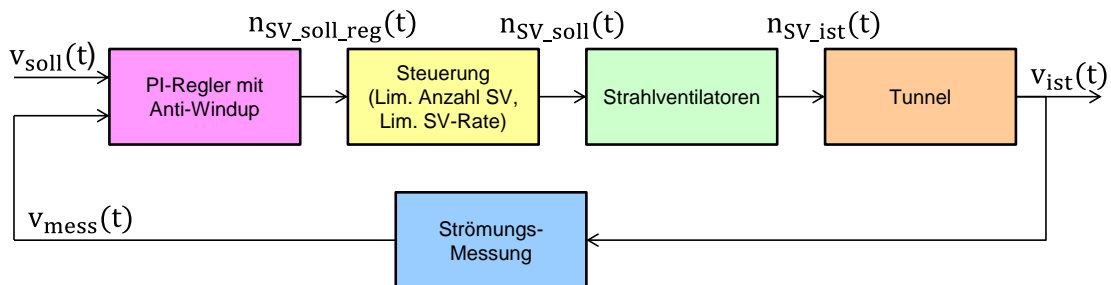 n_SV_soll_reg(t)
n_SV_soll(t)
n_SV_ist(t)
v_soll(t)
v_ist(t)
PI-Regler mit
Anti-Windup
Steuerung
(Lim. Anzahl SV,
Lim. SV-Rate)
Strahlventilatoren
Tunnel
v_mess(t)
Strömungs-
Messung